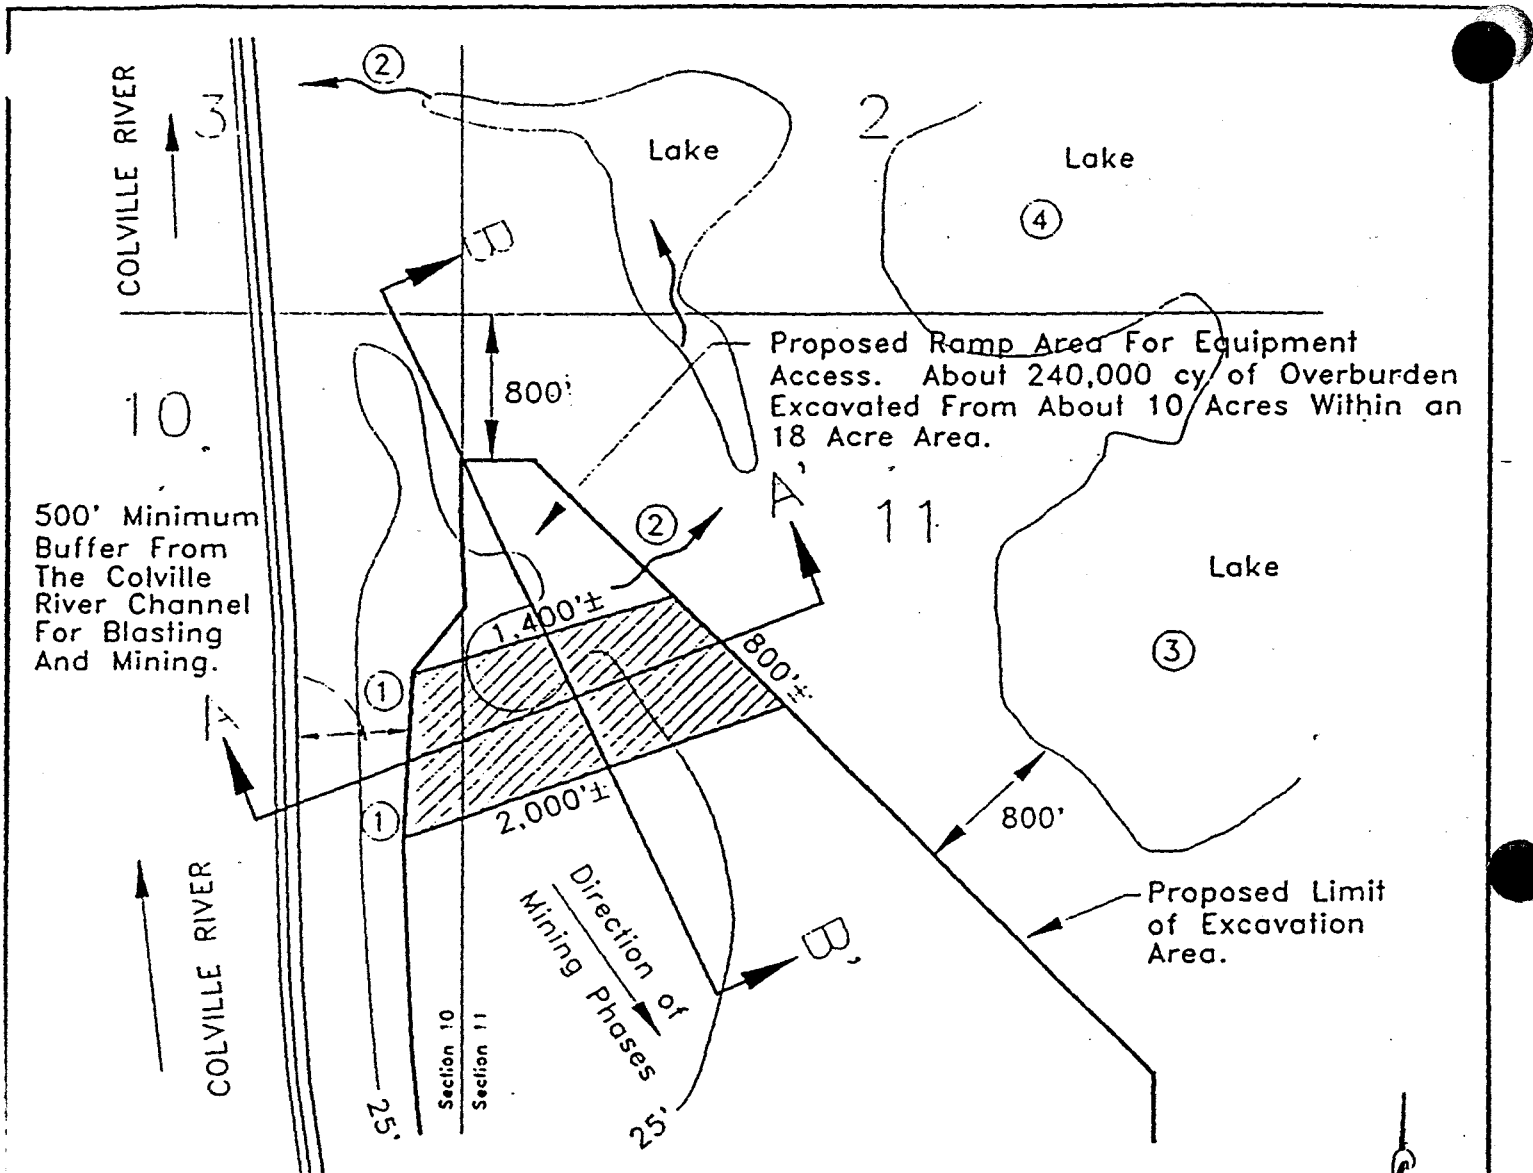 COLVILLE RIVER
3
2
Lake
2
Lake
4
B
800'
Proposed Ramp Area For Equipment
Access. About 240,000 cy of Overburden
Excavated From About 10 Acres Within an
18 Acre Area.
10
A'
11
500' Minimum
Buffer From
The Colville
River Channel
For Blasting
And Mining.
2
Lake
1,400'±
800'±
3
1
A
1
2,000'±
800'
COLVILLE RIVER
Direction of
Mining Phases
B'
Proposed Limit
of Excavation
Area.
Section 10
Section 11
25'
25'